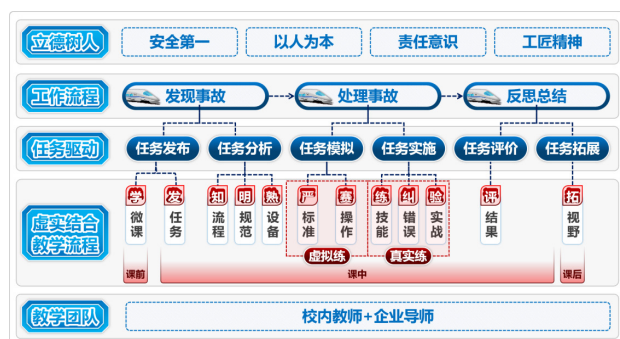 立德树人
安全第一
以人为本
责任意识
工匠精神
工作流程
发现事故
处理事故
反思总结
任务驱动
任务发布
任务分析
任务模拟
任务实施
任务评价
任务拓展
虚实结合
教学流程
学微课
发任务
知流程
明规范
熟设备
严标准
赛操作
练技能
纠错误
验实战
评结果
拓视野
虚拟练
真实练
课前
课中
课后
教学团队
校内教师+企业导师